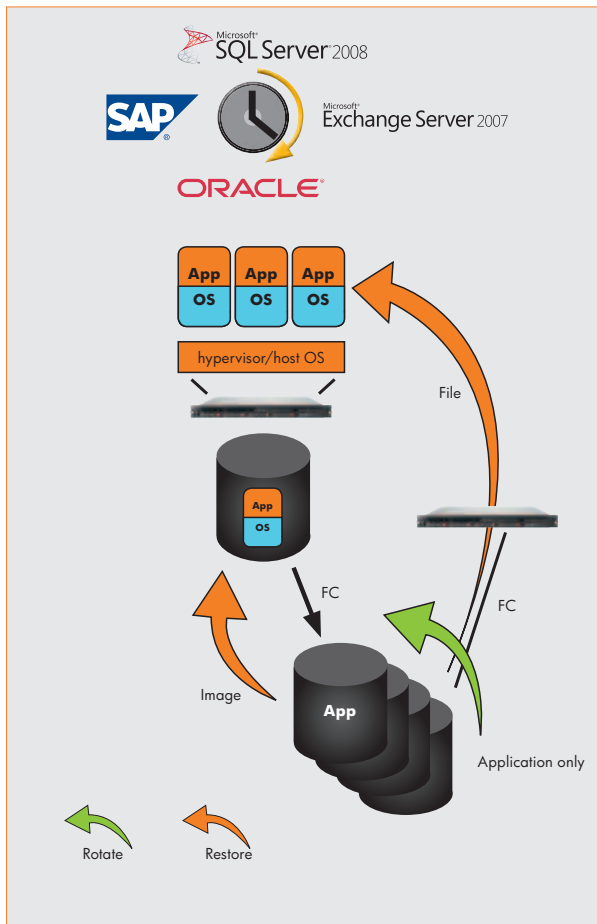 Microsoft®
SQL Server® 2008
SAP®
Microsoft®
Exchange Server 2007
ORACLE®
App App App
OS OS OS
hypervisor/host OS
File
App
OS
FC
FC
Image
App
Application only
Rotate
Restore